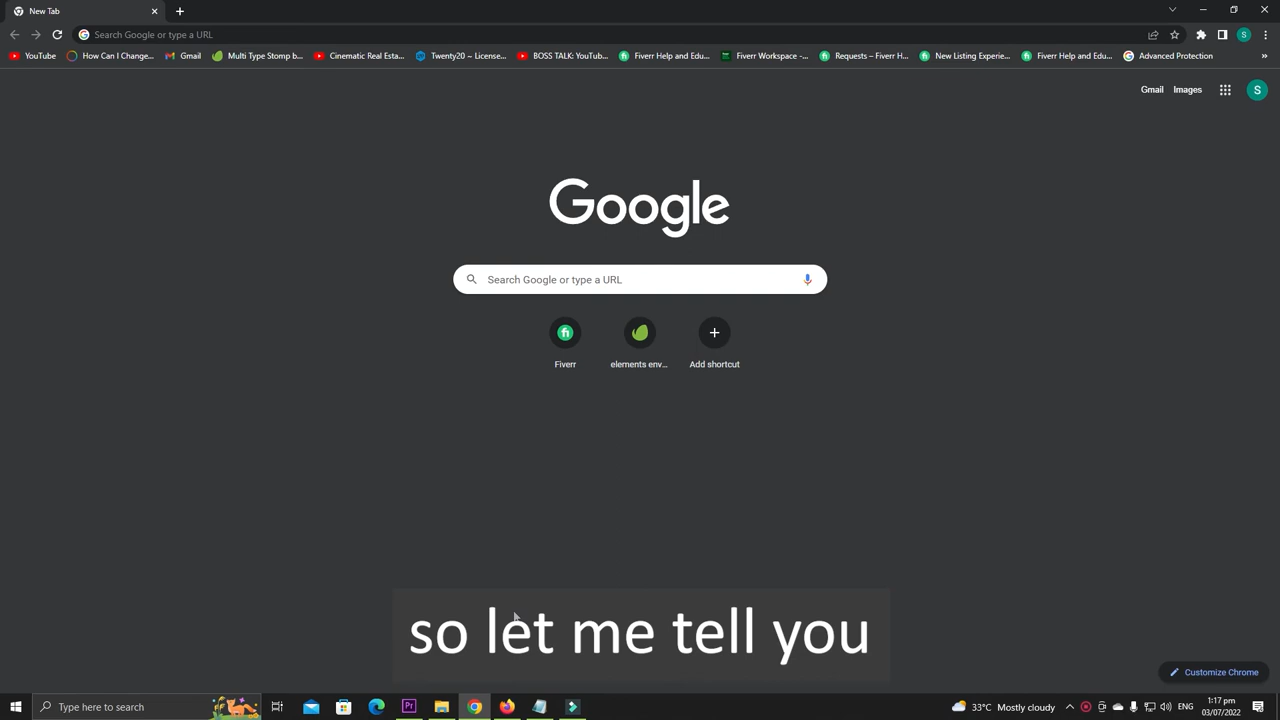 New Tab
Search Google or type a URL
YouTube
How Can I Change...
Gmail
Multi Type Stomp b...
Cinematic Real Esta...
Twenty20 – License...
BOSS TALK: YouTub...
Fiverr Help and Edu...
Fiverr Workspace -...
Requests – Fiverr H...
New Listing Experie...
Fiverr Help and Edu...
Advanced Protection
Gmail
Images
S
Google
Search Google or type a URL
Fiverr
elements env...
Add shortcut
so let me tell you
Customize Chrome
Type here to search
33°C Mostly cloudy
ENG
1:17 pm
03/07/2022